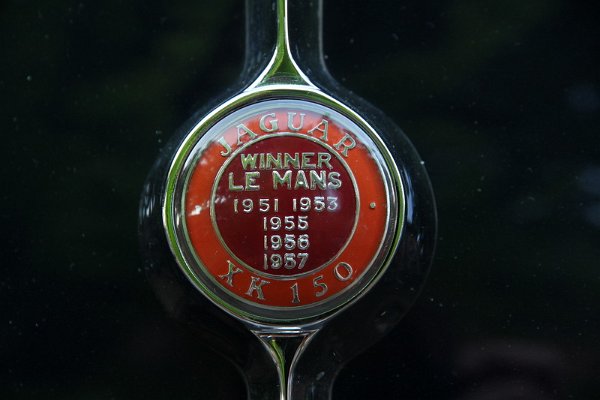 JAGUAR
WINNER
LE MANS
1951 1953
1955
1956
1957
XK 150